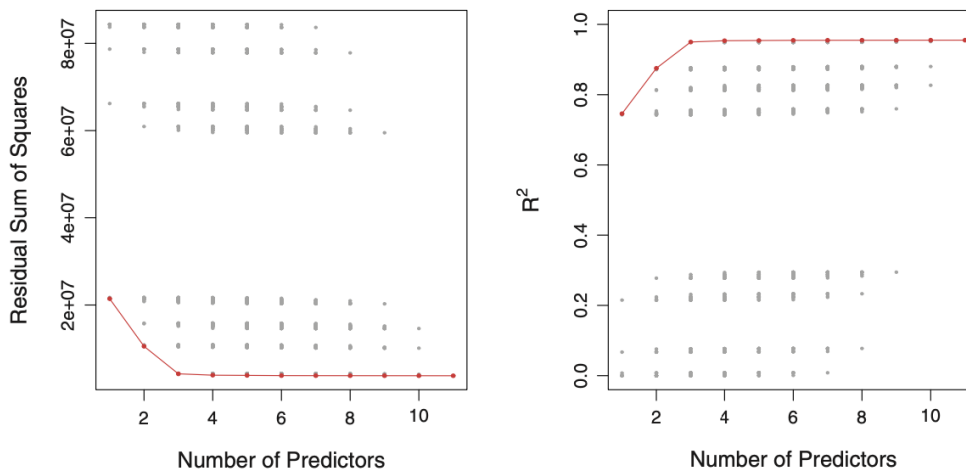 8e+07
6e+07
4e+07
2e+07
Residual Sum of Squares
2 4 6 8 10
Number of Predictors
1.0
0.8
0.6
0.4
0.2
0.0
R²
2 4 6 8 10
Number of Predictors